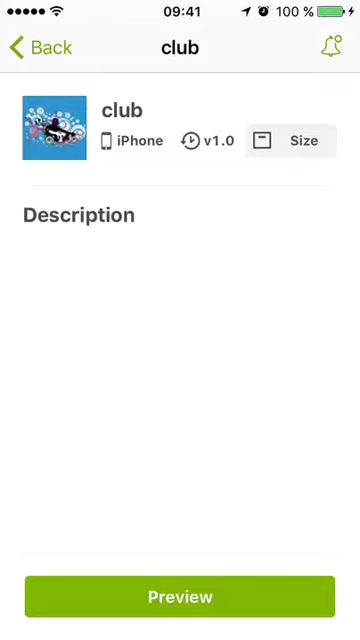 09:41
100 %
Back
club
club
iPhone
v1.0
Size
Description
Preview